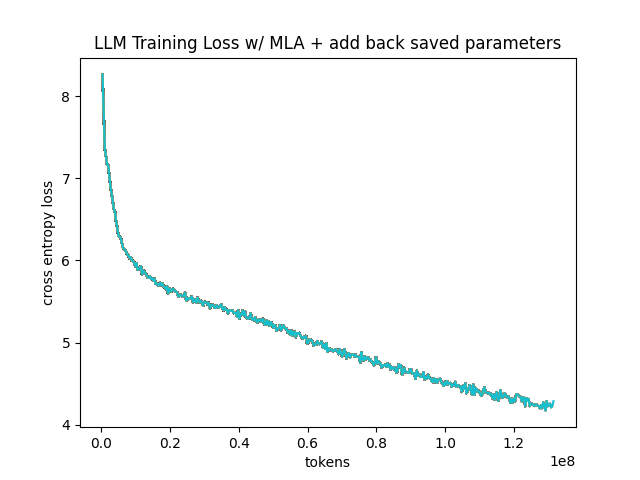 LLM Training Loss w/ MLA + add back saved parameters
cross entropy loss
8
7
6
5
4
0.0 0.2 0.4 0.6 0.8 1.0 1.2
1e8
tokens